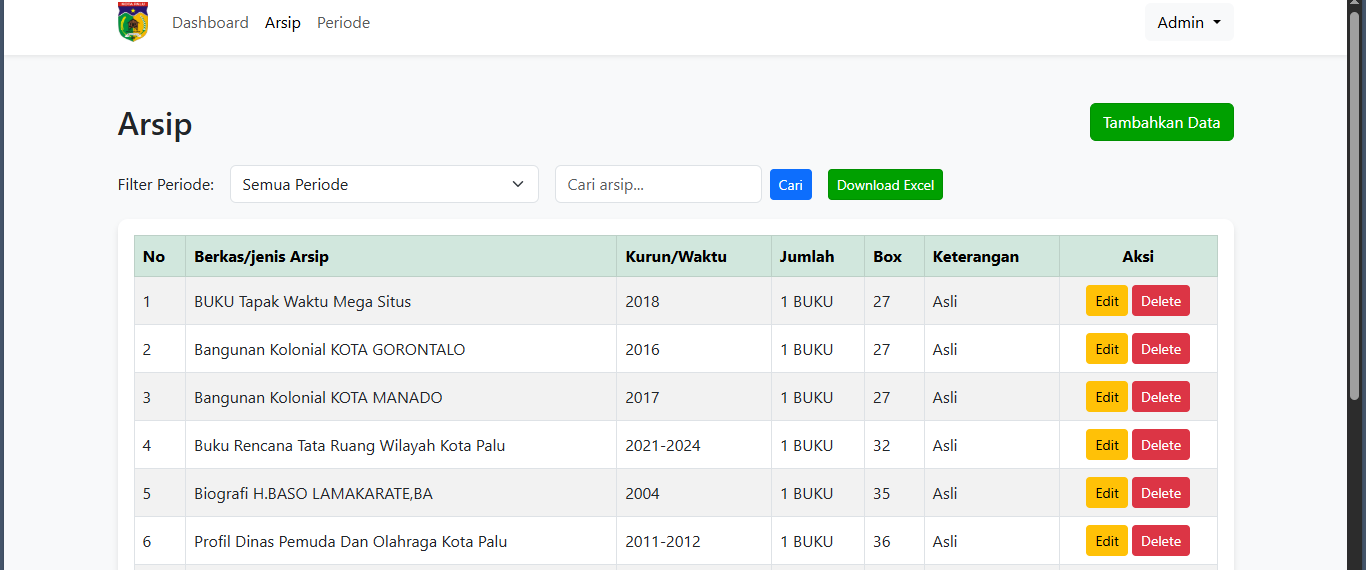 Dashboard Arsip Periode Admin
Arsip Tambahkan Data
Filter Periode: Semua Periode Cari arsip... Cari Download Excel
No Berkas/jenis Arsip Kurun/Waktu Jumlah Box Keterangan Aksi
1 BUKU Tapak Waktu Mega Situs 2018 1 BUKU 27 Asli Edit Delete
2 Bangunan Kolonial KOTA GORONTALO 2016 1 BUKU 27 Asli Edit Delete
3 Bangunan Kolonial KOTA MANADO 2017 1 BUKU 27 Asli Edit Delete
4 Buku Rencana Tata Ruang Wilayah Kota Palu 2021-2024 1 BUKU 32 Asli Edit Delete
5 Biografi H.BASO LAMAKARATE,BA 2004 1 BUKU 35 Asli Edit Delete
6 Profil Dinas Pemuda Dan Olahraga Kota Palu 2011-2012 1 BUKU 36 Asli Edit Delete